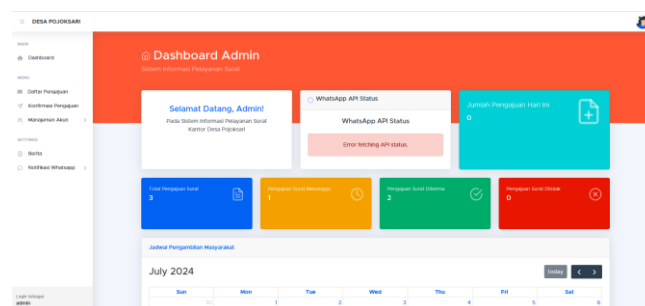 DESA POJOKSARI
MAIN
Dashboard
MENU
Daftar Pengajuan
Konfirmasi Pengajuan
Manajemen Akun
SETTINGS
Berita
Notifikasi Whatsapp
Login Sebagai
admin
Dashboard Admin
Sistem Informasi Pelayanan Surat
Selamat Datang, Admin!
Pada Sistem Informasi Pelayanan Surat
Kantor Desa Pojoksari
WhatsApp API Status
WhatsApp API Status
Error fetching API status.
Jumlah Pengajuan Hari Ini
0
Total Pengajuan Surat
3
Pengajuan Surat Menunggu
1
Pengajuan Surat Diterima
2
Pengajuan Surat Ditolak
0
Jadwal Pengambilan Masyarakat
July 2024
today
Sun Mon Tue Wed Thu Fri Sat
30 1 2 3 4 5 6